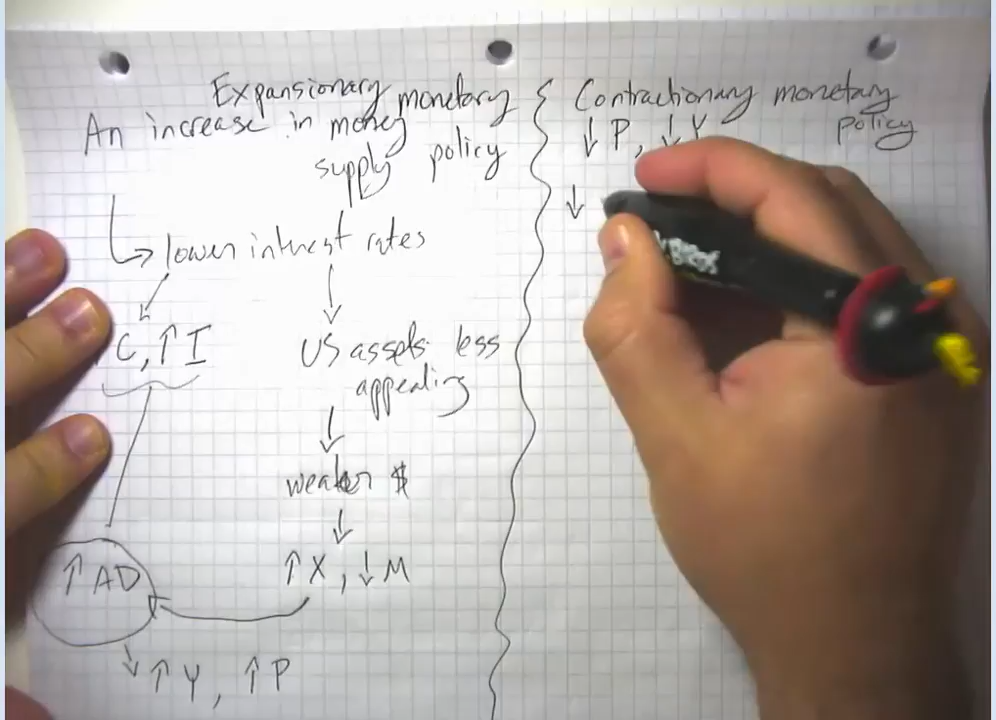 Expansionary monetary
An increase in money
supply policy
↳ lower interest rates
C, ↑ I
US assets less
appealing
weaker $
↑ X, ↓ M
↑ AD
↑ Y, ↑ P
Contractionary monetary
policy
↓ P, ↓ Y
↓